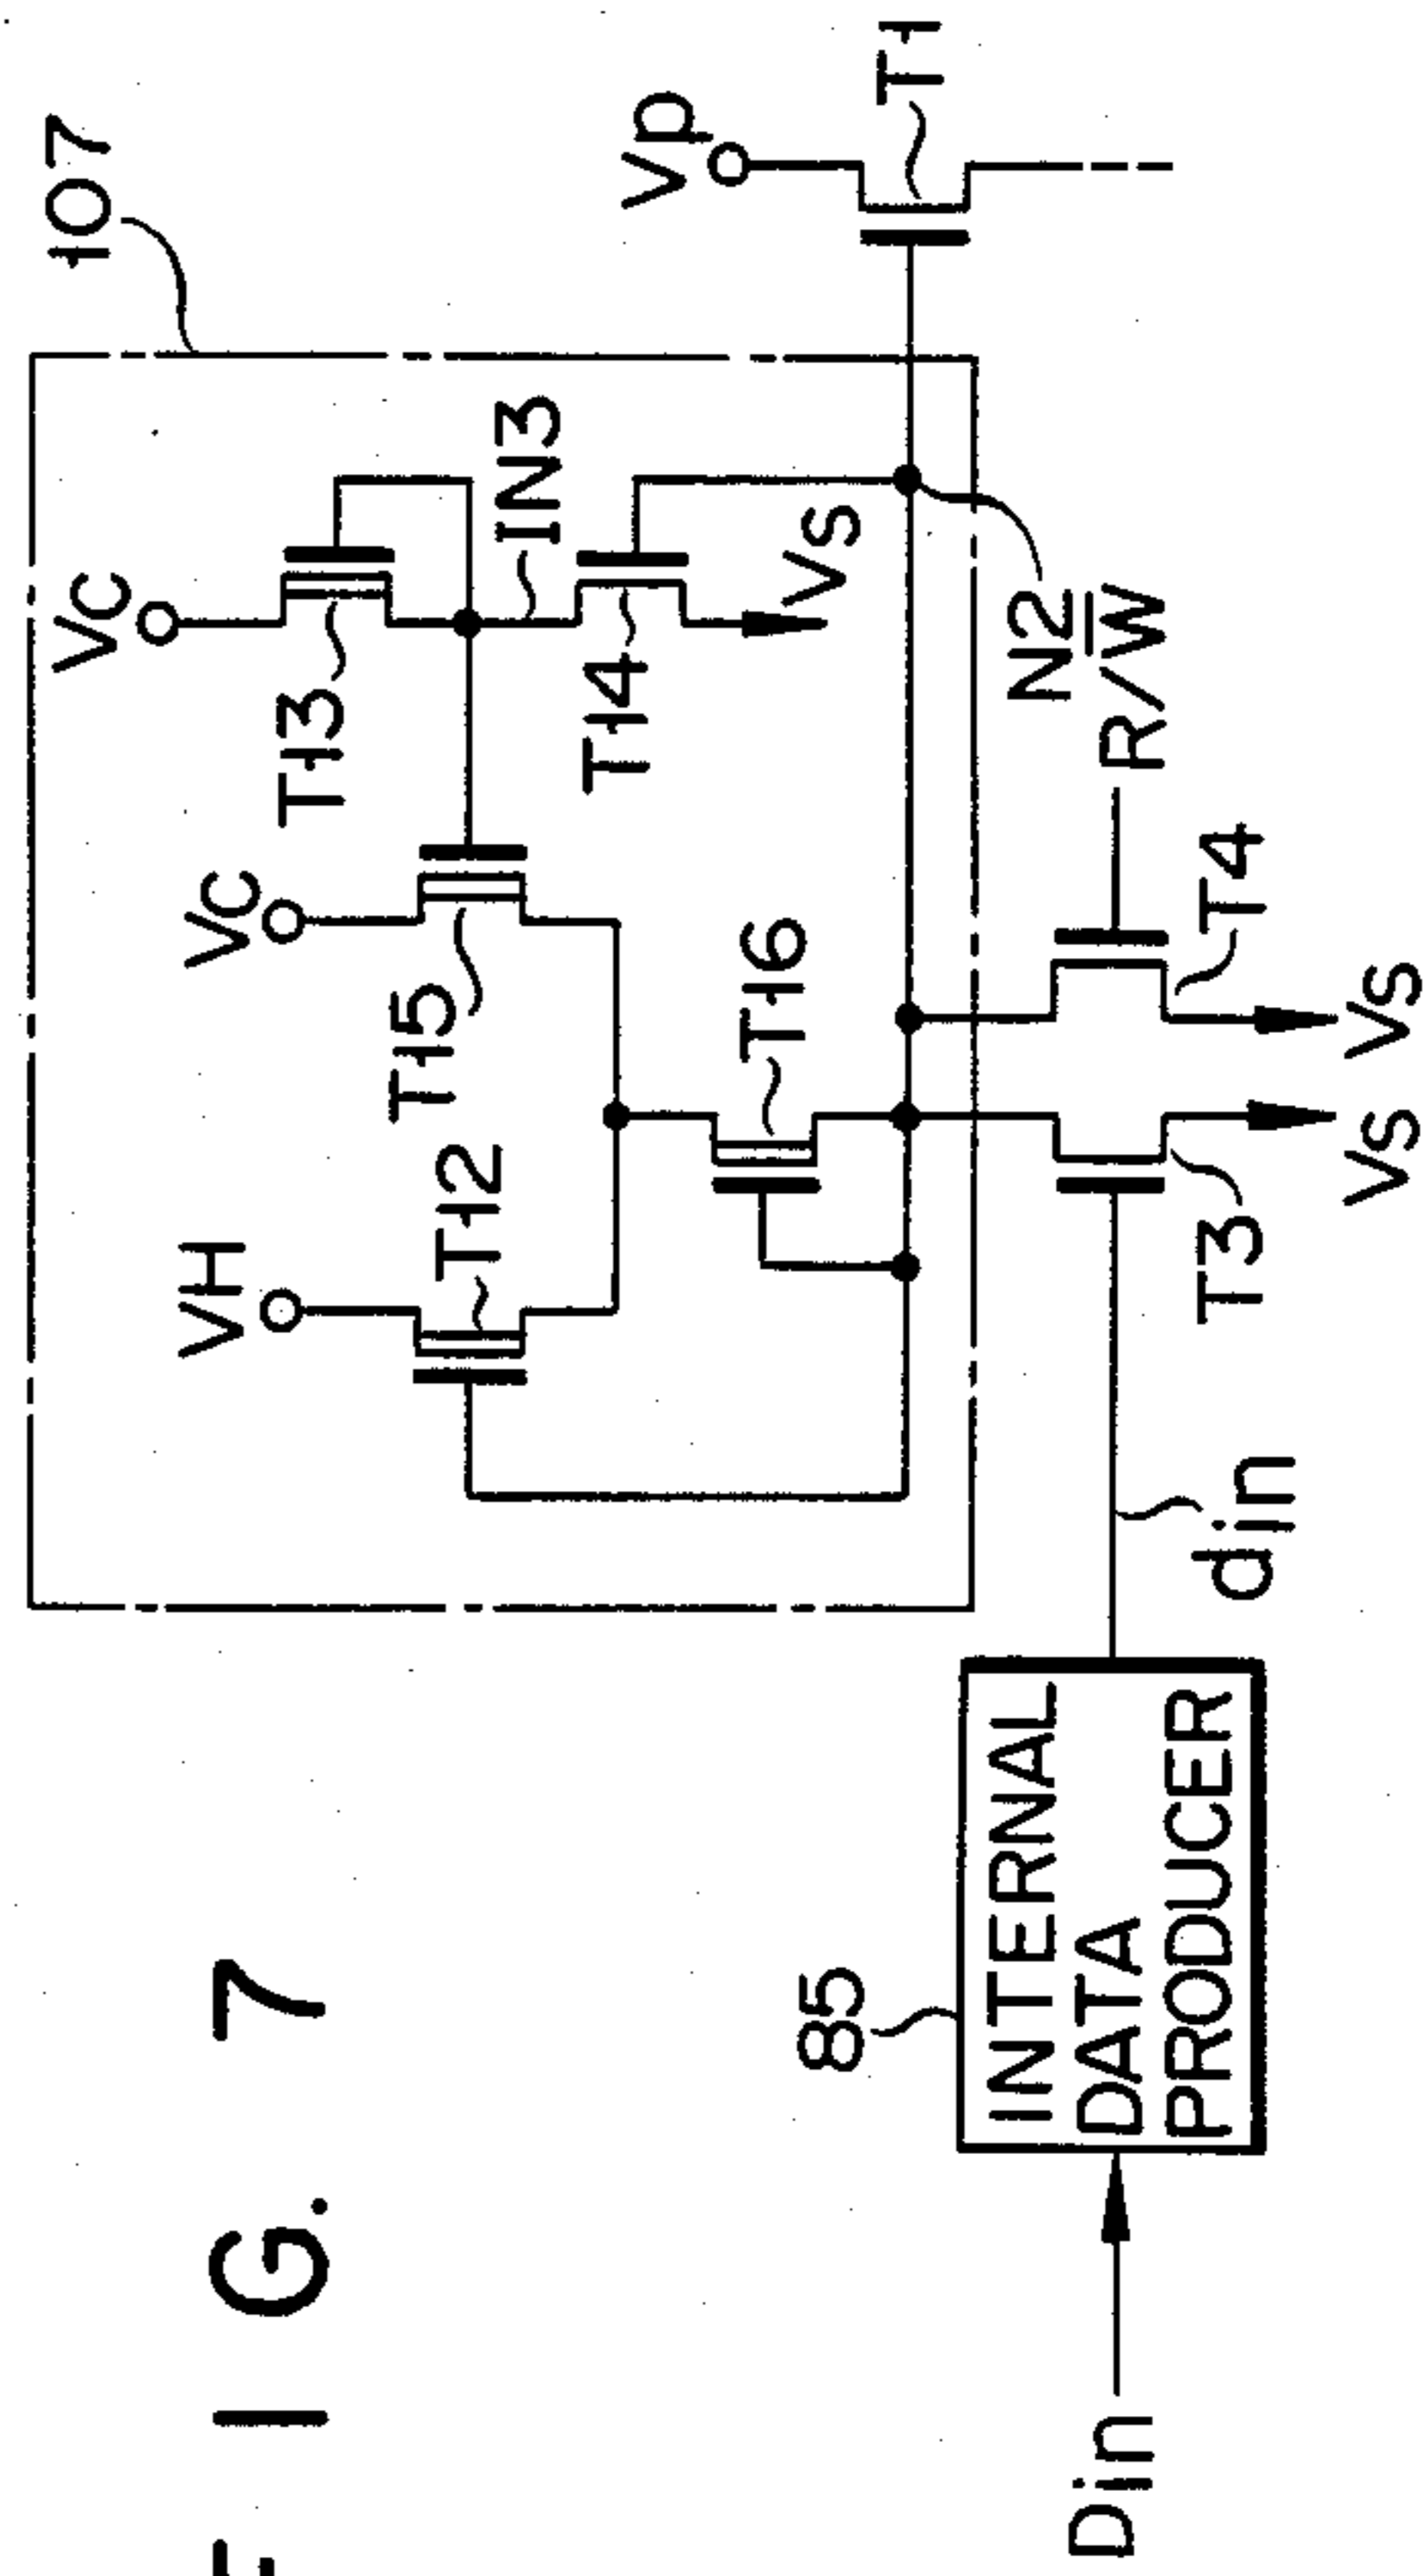 FIG. 7
107
VC
VH
VC
T13
T15
T12
IN3
T14
Vp
T16
VS
T1
85
N2
R/W̅
INTERNAL
DATA
PRODUCER
Din
din
T3
T4
VS
VS